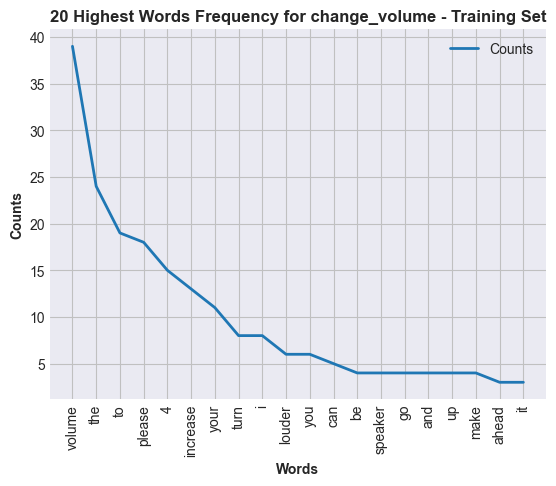 20 Highest Words Frequency for change_volume - Training Set
Counts
40
35
30
25
20
15
10
5
Counts
volume
the
to
please
4
increase
your
turn
i
louder
you
can
be
speaker
go
and
up
make
ahead
it
Words